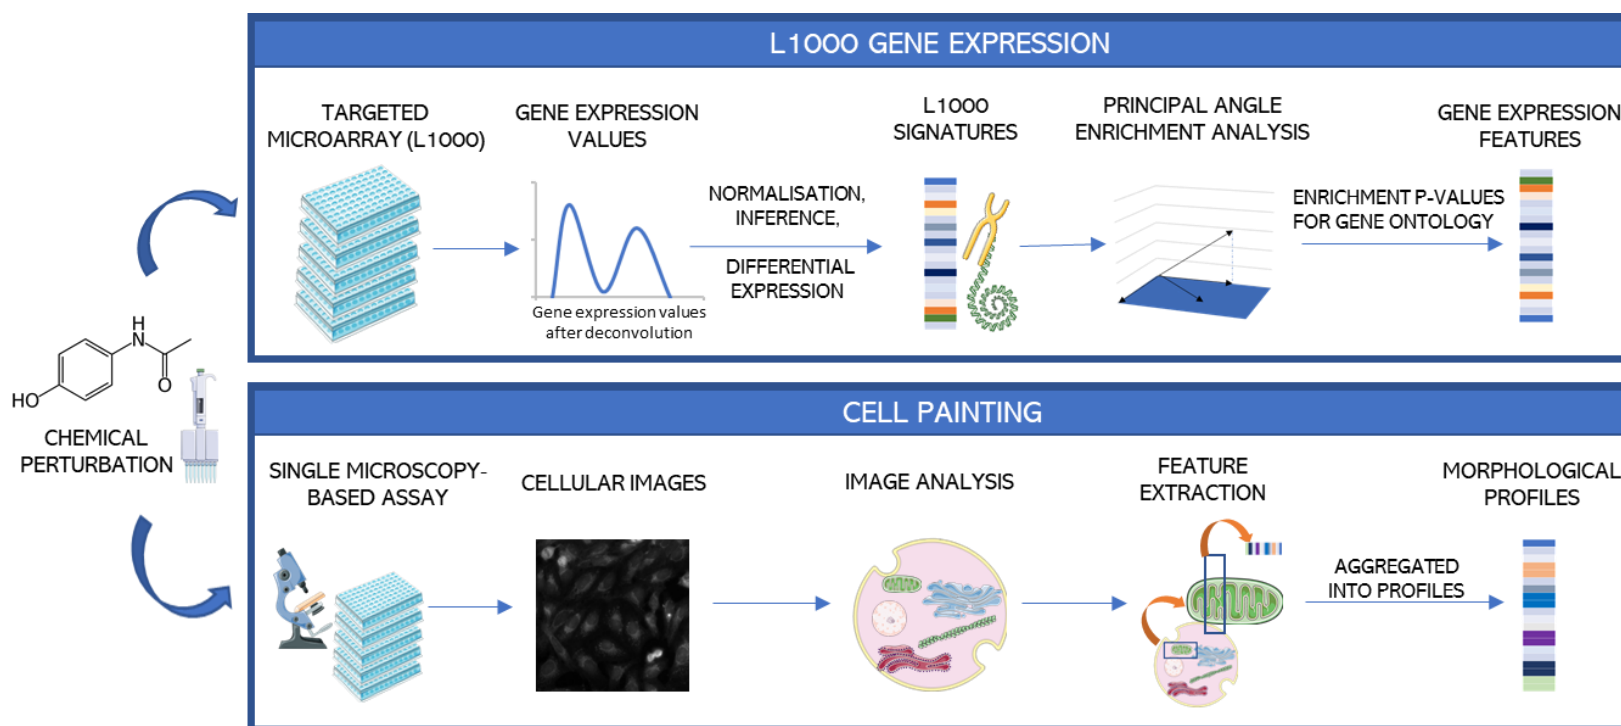 L1000 GENE EXPRESSION
TARGETED
MICROARRAY (L1000)
GENE EXPRESSION
VALUES
Gene expression values
after deconvolution
NORMALISATION,
INFERENCE,
DIFFERENTIAL
EXPRESSION
L1000
SIGNATURES
PRINCIPAL ANGLE
ENRICHMENT ANALYSIS
ENRICHMENT P-VALUES
FOR GENE ONTOLOGY
GENE EXPRESSION
FEATURES
H
N
O
HO
CHEMICAL
PERTURBATION
CELL PAINTING
SINGLE MICROSCOPY-
BASED ASSAY
CELLULAR IMAGES
IMAGE ANALYSIS
FEATURE
EXTRACTION
AGGREGATED
INTO PROFILES
MORPHOLOGICAL
PROFILES